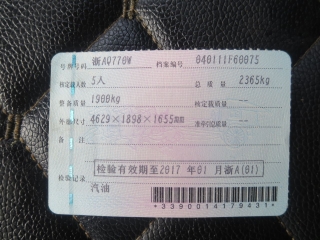 号牌号码 浙AQ770W 档案编号 040111F60075
核定载人数 5人 总质量 2365kg
整备质量 1900kg 核定载质量 --
外廓尺寸 4629×1898×1655mm 准牵引总质量 --
备注
检验有效期至2017年01月浙A(01)
检验记录
汽油
*3390014179431*